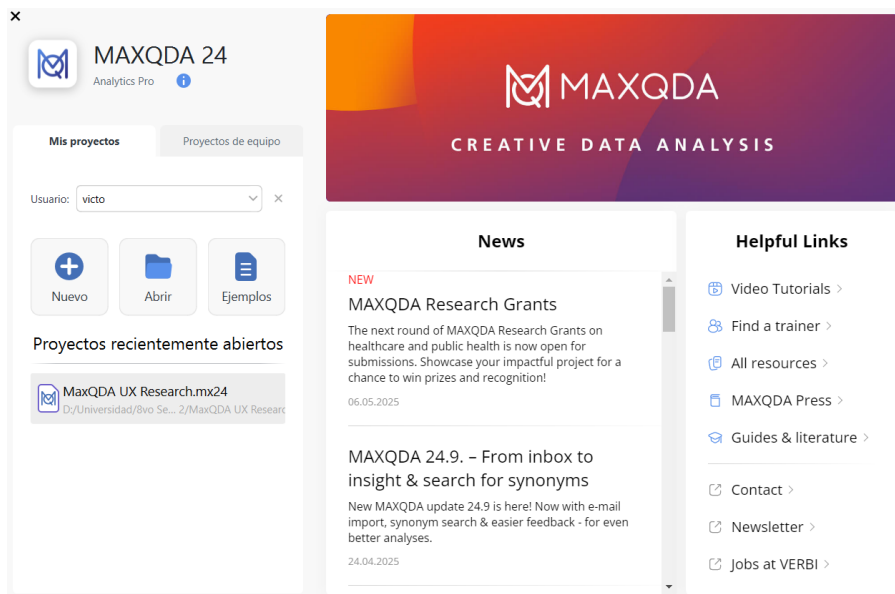 MAXQDA 24
Analytics Pro
Mis proyectos
Proyectos de equipo
Usuario:
victo
Nuevo
Abrir
Ejemplos
Proyectos recientemente abiertos
MaxQDA UX Research.mx24
D:/Universidad/8vo Se... 2/MaxQDA UX Researc
MAXQDA
CREATIVE DATA ANALYSIS
News
NEW
MAXQDA Research Grants
The next round of MAXQDA Research Grants on
healthcare and public health is now open for
submissions. Showcase your impactful project for a
chance to win prizes and recognition!
06.05.2025
MAXQDA 24.9. – From inbox to
insight & search for synonyms
New MAXQDA update 24.9 is here! Now with e-mail
import, synonym search & easier feedback - for even
better analyses.
24.04.2025
Helpful Links
Video Tutorials
Find a trainer
All resources
MAXQDA Press
Guides & literature
Contact
Newsletter
Jobs at VERBI